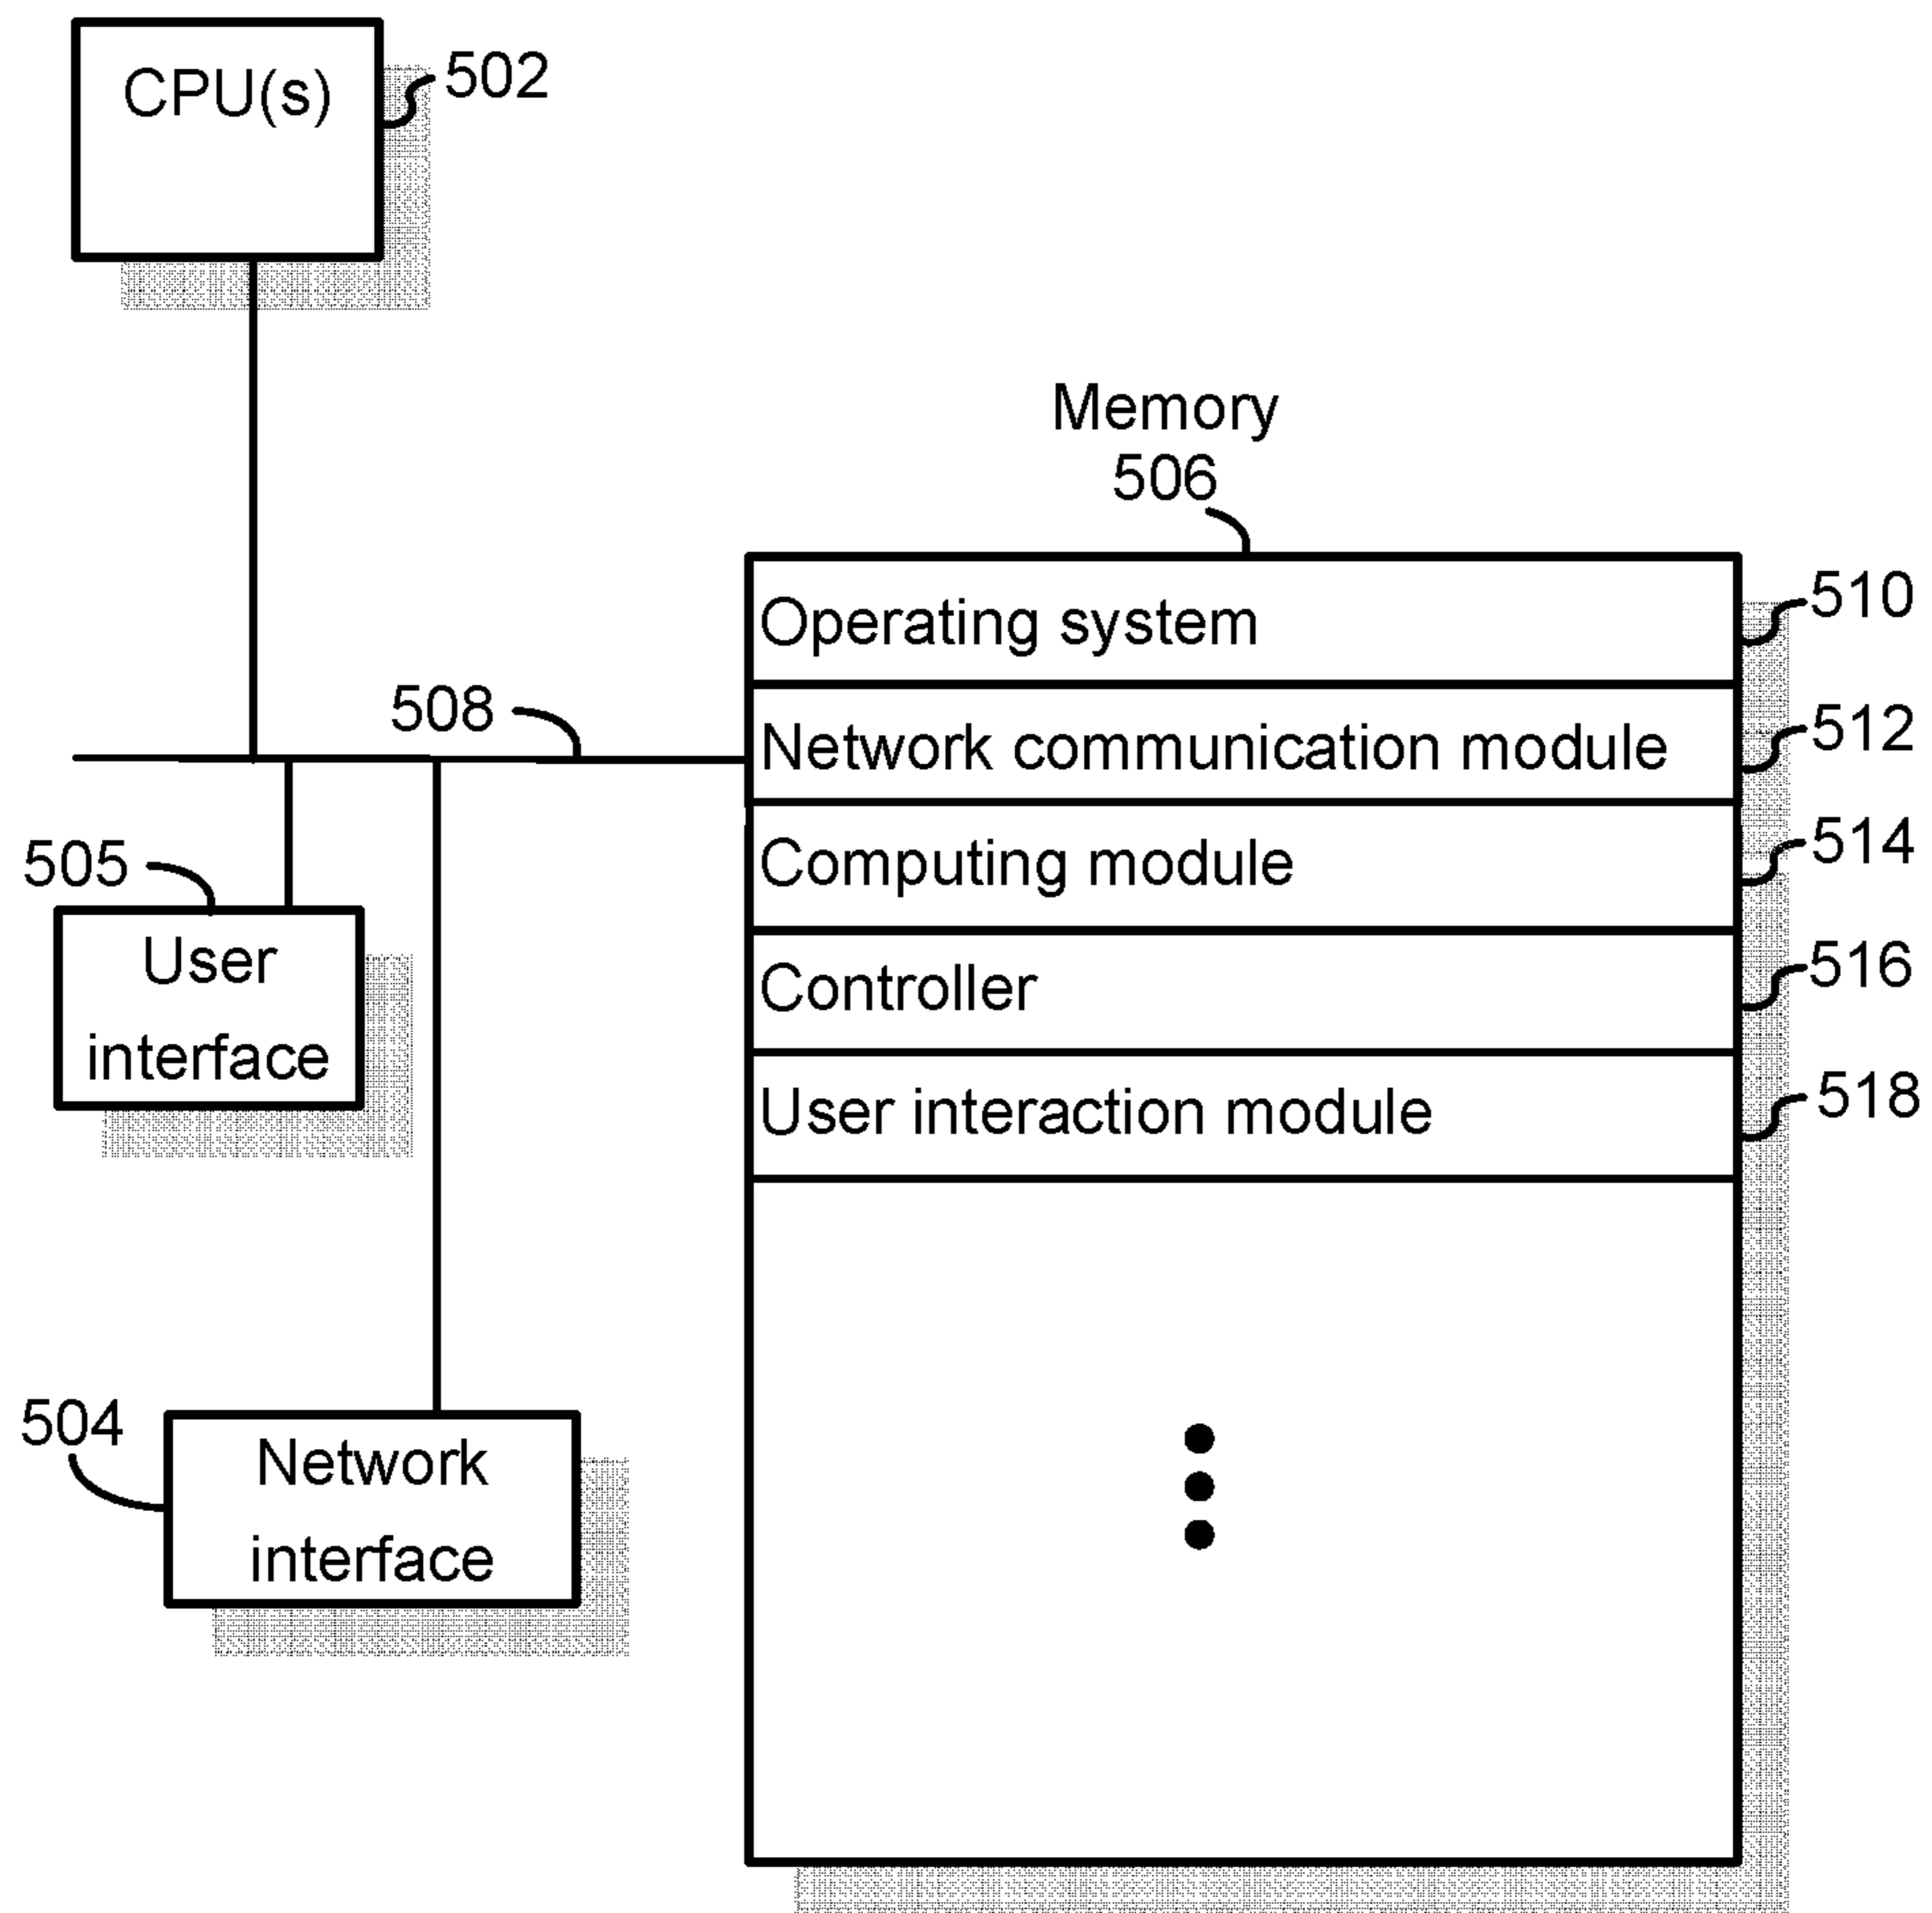 CPU(s)
502
Memory
506
Operating system
510
508
Network communication module
512
Computing module
514
505
User
interface
Controller
516
User interaction module
518
504
Network
interface